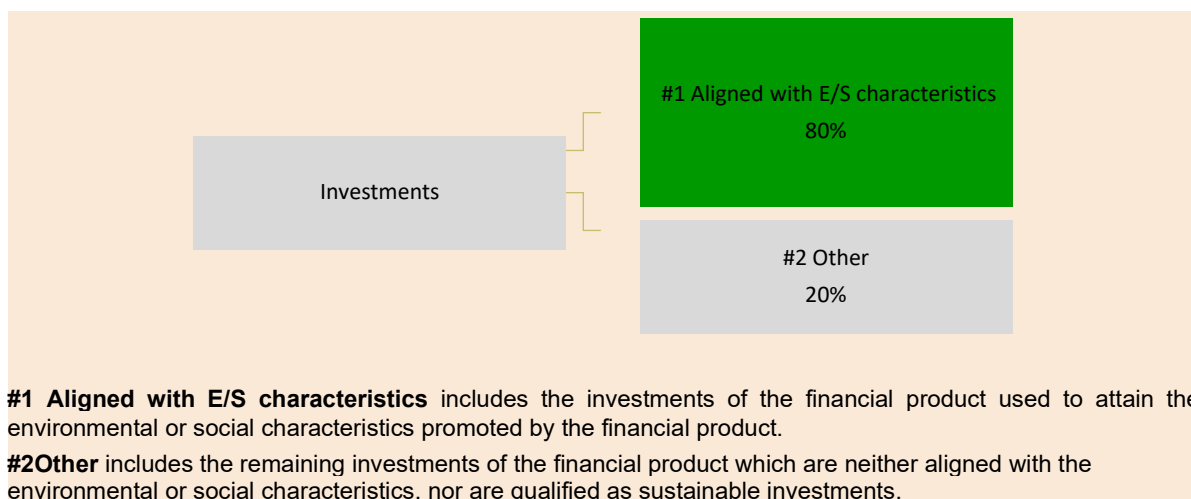 #1 Aligned with E/S characteristics
80%
Investments
#2 Other
20%
#1 Aligned with E/S characteristics includes the investments of the financial product used to attain the
environmental or social characteristics promoted by the financial product.
#2Other includes the remaining investments of the financial product which are neither aligned with the
environmental or social characteristics, nor are qualified as sustainable investments.